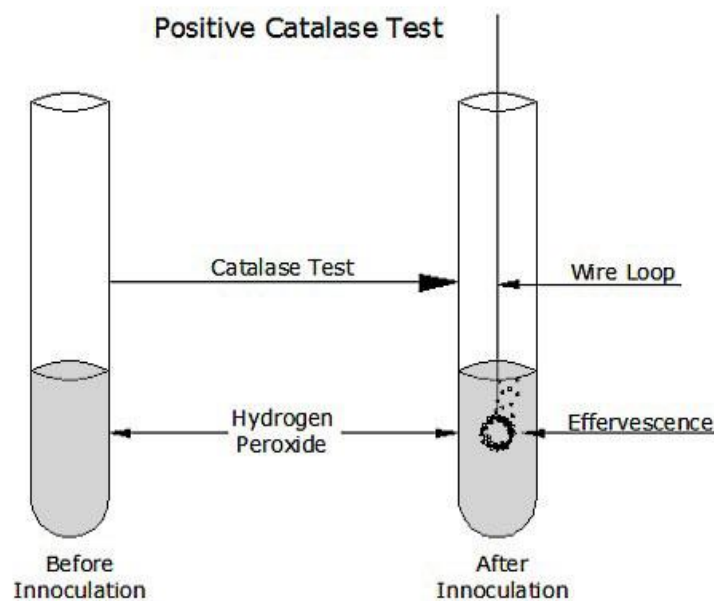 Positive Catalase Test
Catalase Test
Wire Loop
Hydrogen
Peroxide
Effervescence
Before
Innoculation
After
Innoculation